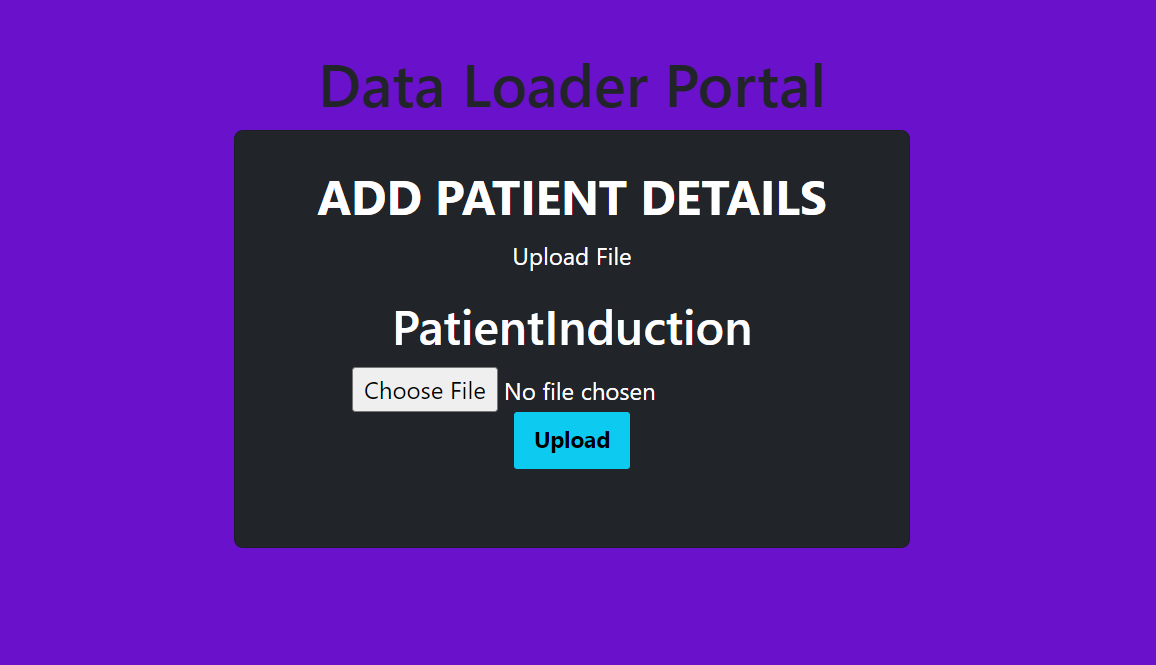 Data Loader Portal
ADD PATIENT DETAILS
Upload File
PatientInduction
Choose File No file chosen
Upload